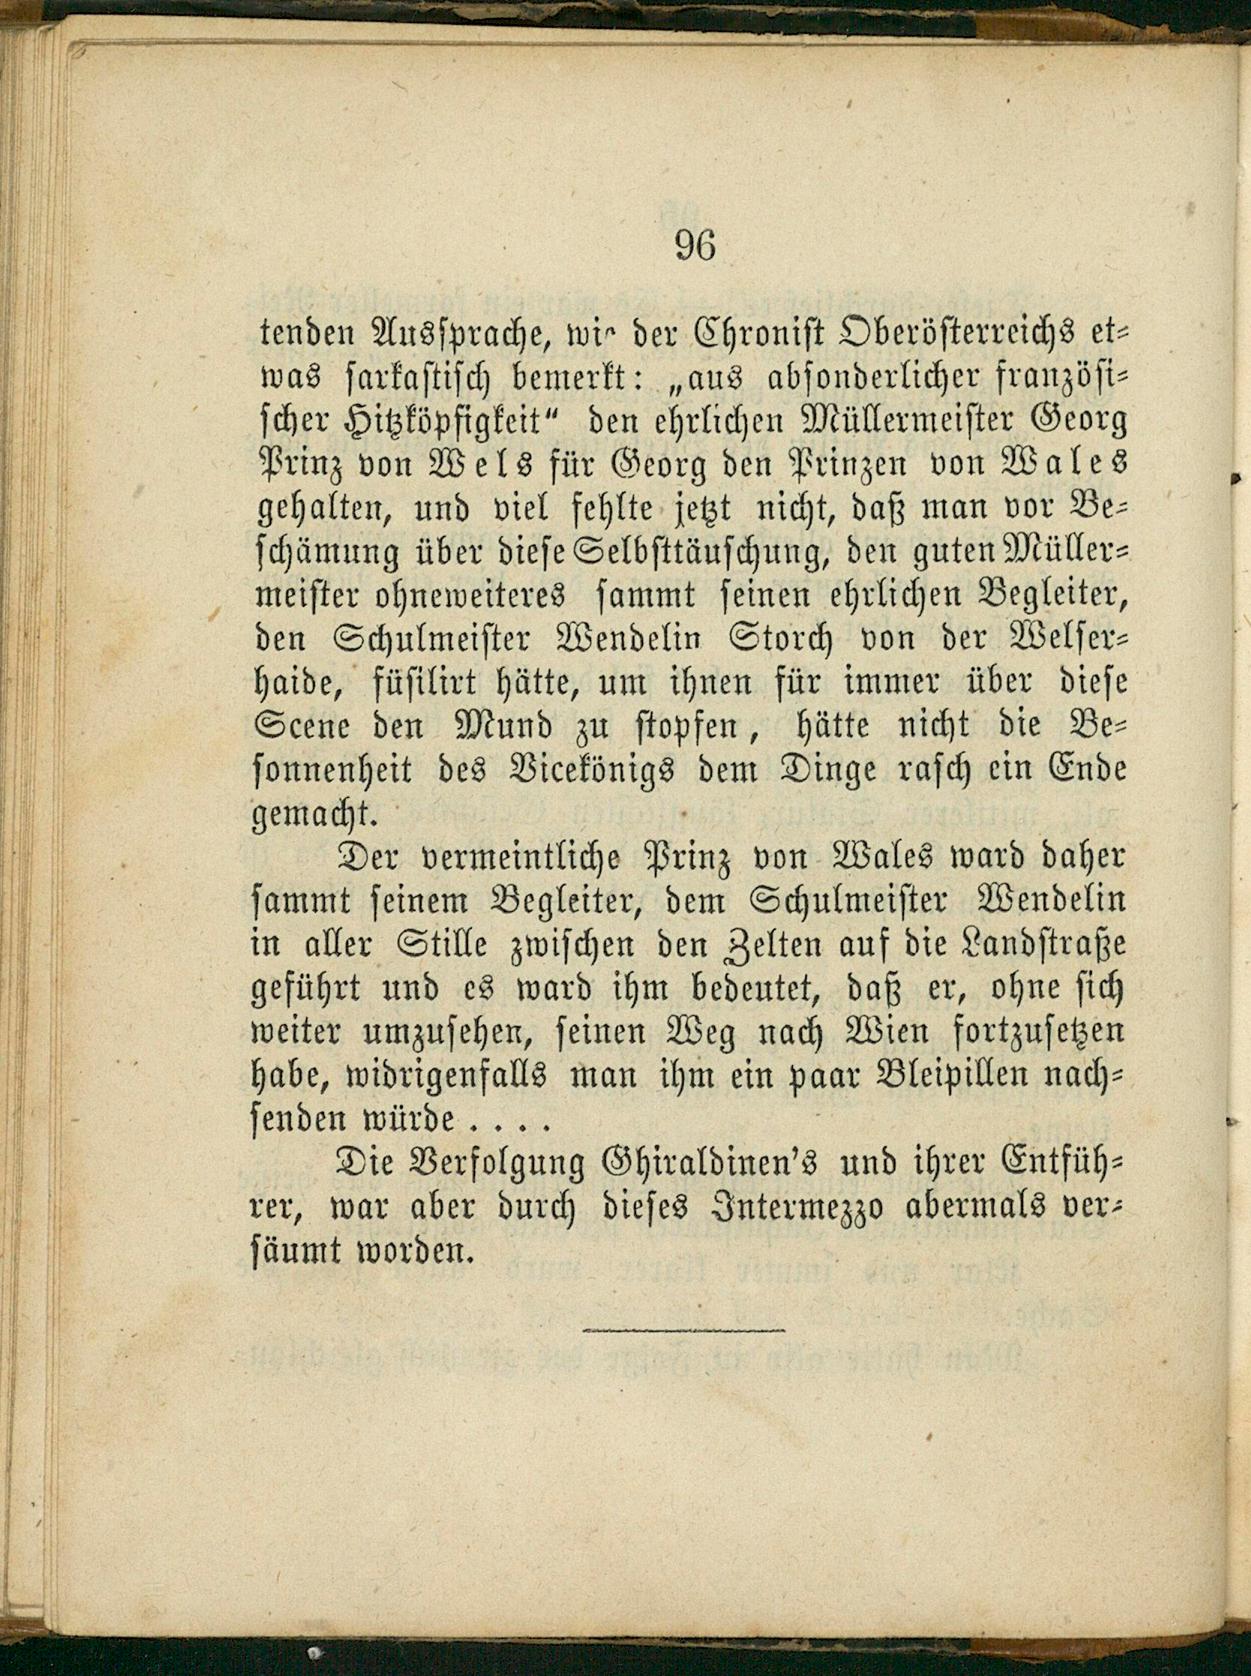 96
tenden Aussprache, wie der Chronist Oberösterreichs et-
was sarkastisch bemerkt: „aus absonderlicher französi-
scher Hitzköpfigkeit“ den ehrlichen Müllermeister Georg
Prinz von Wels für Georg den Prinzen von Wales
gehalten, und viel fehlte jetzt nicht, daß man vor Be-
schämung über diese Selbsttäuschung, den guten Müller-
meister ohneweiteres sammt seinen ehrlichen Begleiter,
den Schulmeister Wendelin Storch von der Welser-
haide, füsilirt hätte, um ihnen für immer über diese
Scene den Mund zu stopfen, hätte nicht die Be-
sonnenheit des Vicekönigs dem Dinge rasch ein Ende
gemacht.
Der vermeintliche Prinz von Wales ward daher
sammt seinem Begleiter, dem Schulmeister Wendelin
in aller Stille zwischen den Zelten auf die Landstraße
geführt und es ward ihm bedeutet, daß er, ohne sich
weiter umzusehen, seinen Weg nach Wien fortzusetzen
habe, widrigenfalls man ihm ein paar Bleipillen nach-
senden würde . . . .
Die Verfolgung Ghiraldinen's und ihrer Entfüh-
rer, war aber durch dieses Intermezzo abermals ver-
säumt worden.